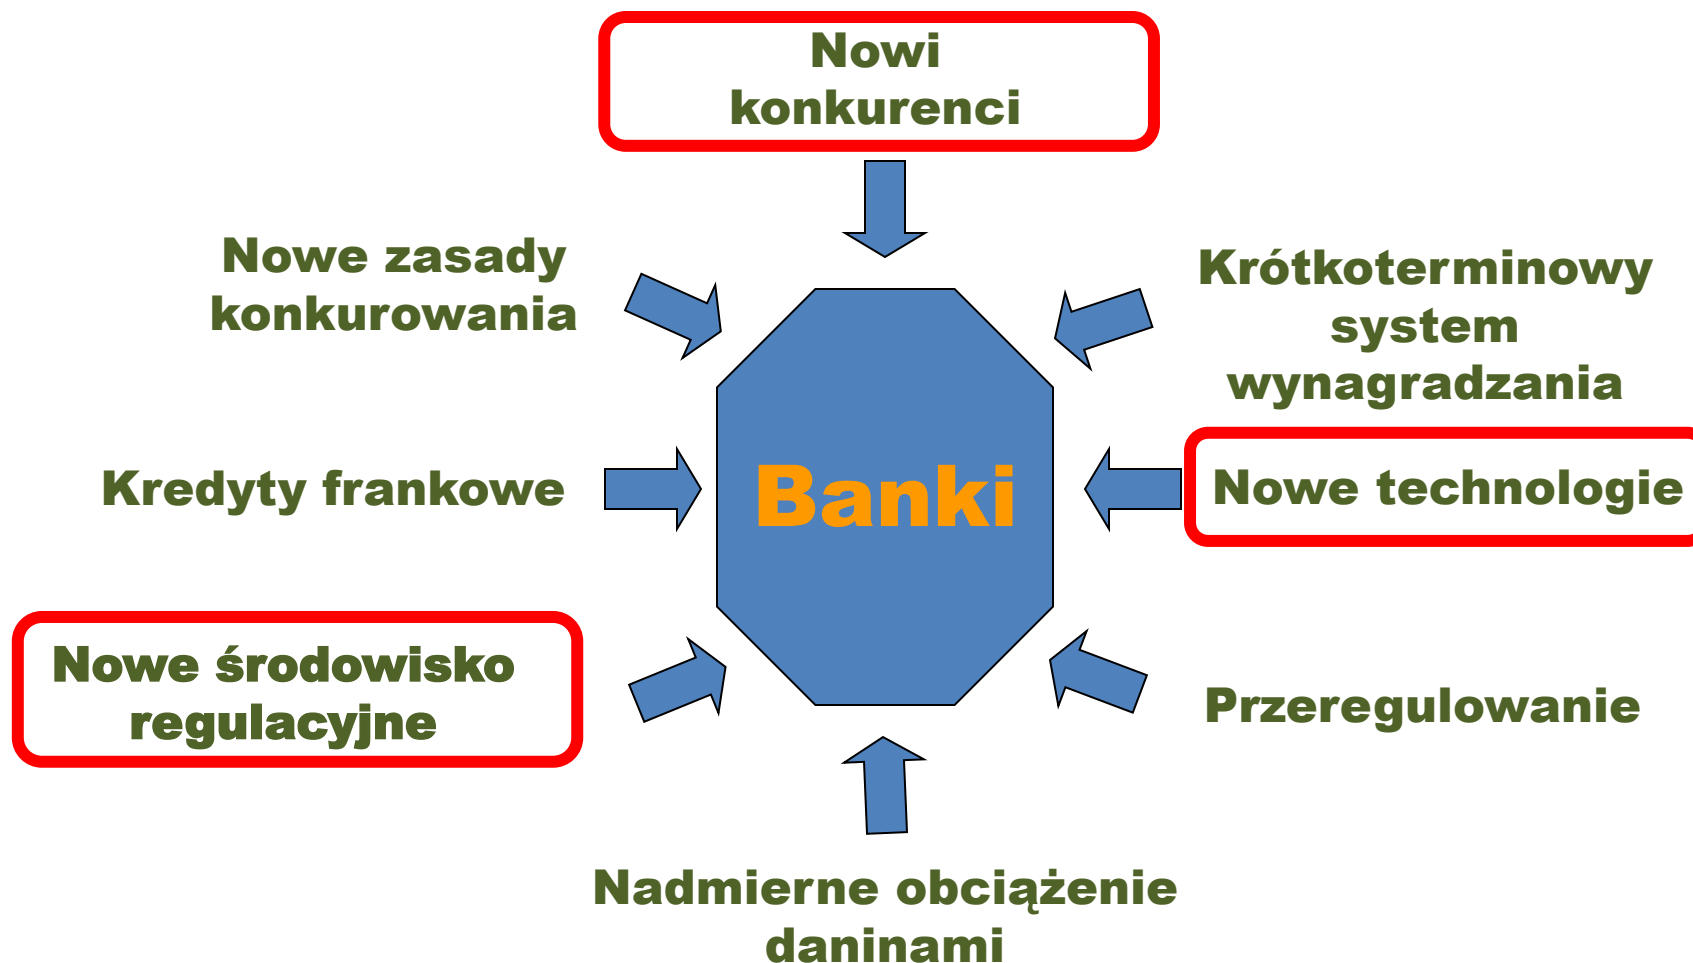 Nowi
konkurenci
Nowe zasady
konkurowania
Krótkoterminowy
system
wynagradzania
Kredyty frankowe
Banki
Nowe technologie
Nowe środowisko
regulacyjne
Przeregulowanie
Nadmierne obciążenie
daninami